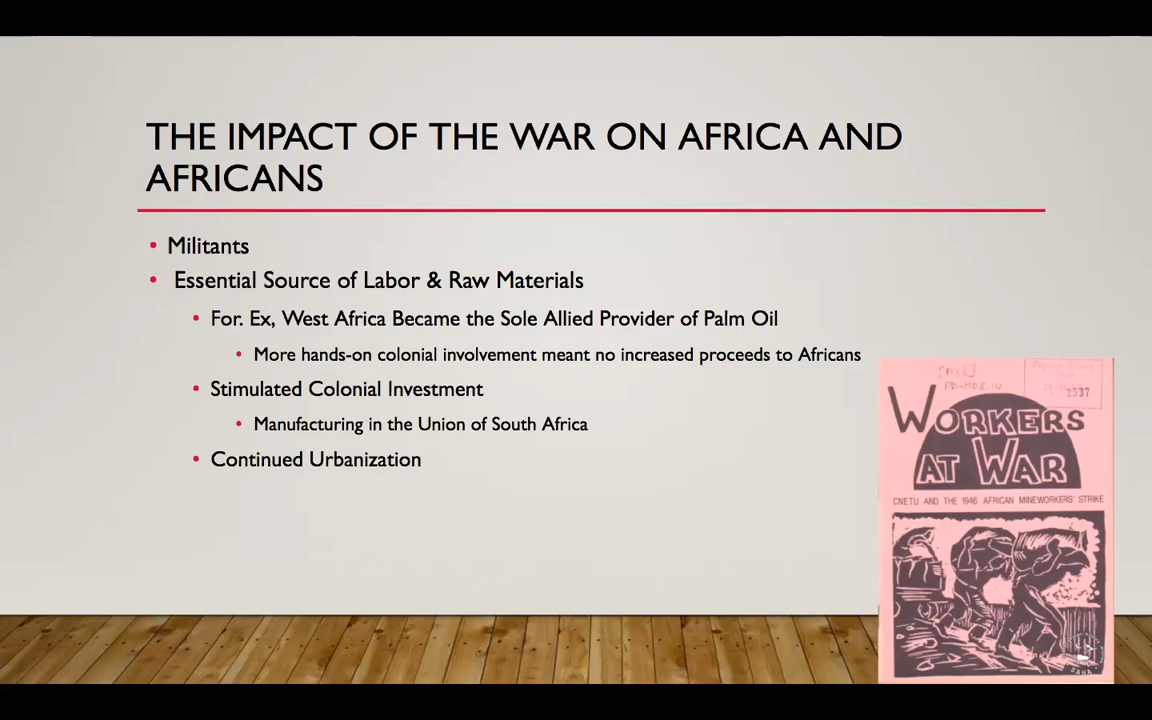 THE IMPACT OF THE WAR ON AFRICA AND
AFRICANS
• Militants
• Essential Source of Labor & Raw Materials
• For. Ex, West Africa Became the Sole Allied Provider of Palm Oil
• More hands-on colonial involvement meant no increased proceeds to Africans
• Stimulated Colonial Investment
• Manufacturing in the Union of South Africa
• Continued Urbanization
2537
WORKERS
AT WAR
CNETU AND THE 1946 AFRICAN MINEWORKERS' STRIKE